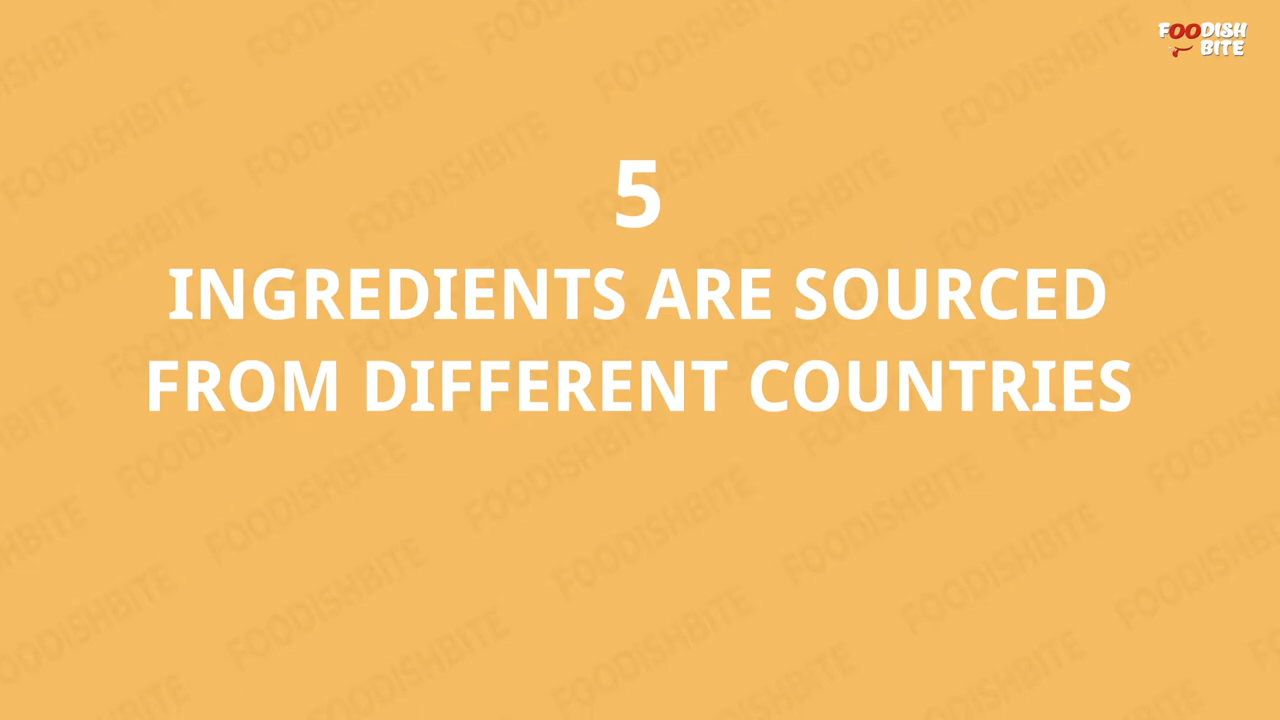 FOODISH
BITE
5
INGREDIENTS ARE SOURCED
FROM DIFFERENT COUNTRIES